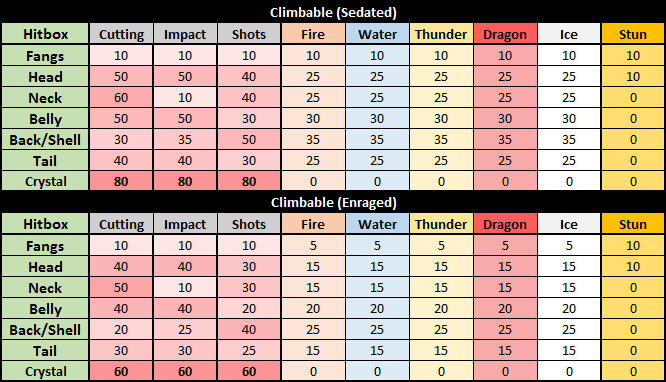 Climbable (Sedated)
Hitbox Cutting Impact Shots Fire Water Thunder Dragon Ice Stun
Fangs 10 10 10 10 10 10 10 10 10
Head 50 50 40 25 25 25 25 25 10
Neck 60 10 40 25 25 25 25 25 0
Belly 50 50 30 30 30 30 30 30 0
Back/Shell 30 35 50 35 35 35 35 35 0
Tail 40 40 30 25 25 25 25 25 0
Crystal 80 80 80 0 0 0 0 0 0
Climbable (Enraged)
Hitbox Cutting Impact Shots Fire Water Thunder Dragon Ice Stun
Fangs 10 10 10 5 5 5 5 5 10
Head 40 40 30 15 15 15 15 15 10
Neck 50 10 30 15 15 15 15 15 0
Belly 40 40 20 20 20 20 20 20 0
Back/Shell 20 25 40 25 25 25 25 25 0
Tail 30 30 25 15 15 15 15 15 0
Crystal 60 60 60 0 0 0 0 0 0